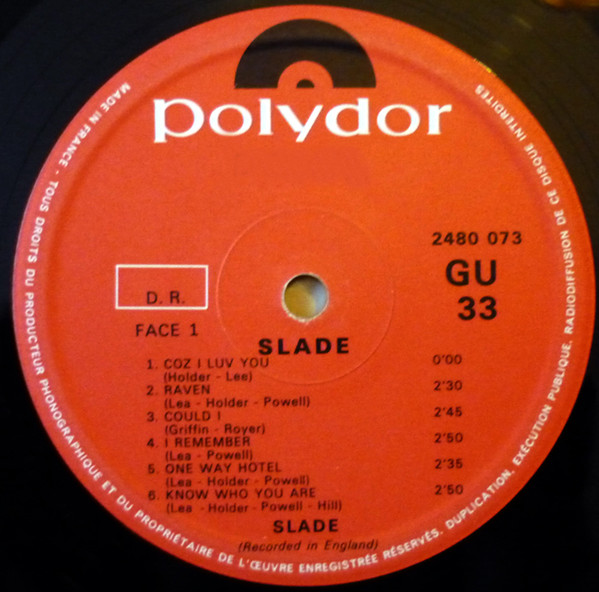 polydor
MADE IN FRANCE - TOUS DROITS DU PRODUCTEUR PHONOGRAPHIQUE ET DU PROPRIÉTAIRE DE L'ŒUVRE ENREGISTRÉE RÉSERVÉS. DUPLICATION, EXÉCUTION PUBLIQUE, RADIODIFFUSION DE CE DISQUE INTERDITES
2480 073
GU
33
D. R.
FACE 1
SLADE
1. COZ I LUV YOU 0'00
(Holder - Lee)
2. RAVEN 2'30
(Lea - Holder - Powell)
3. COULD I 2'45
(Griffin - Royer)
4. I REMEMBER 2'50
(Lea - Powell)
5. ONE WAY HOTEL 2'35
(Lea - Holder - Powell)
6. KNOW WHO YOU ARE 2'50
(Lea - Holder - Powell - Hill)
SLADE
(Recorded in England)